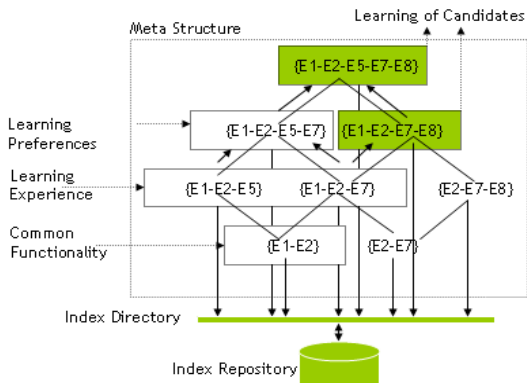 Learning of Candidates
Meta Structure
{E1-E2-E5-E7-E8}
Learning
Preferences
{E1-E2-E5-E7}
{E1-E2-E7-E8}
Learning
Experience
{E1-E2-E5}
{E1-E2-E7}
{E2-E7-E8}
Common
Functionality
{E1-E2}
{E2-E7}
Index Directory
Index Repository